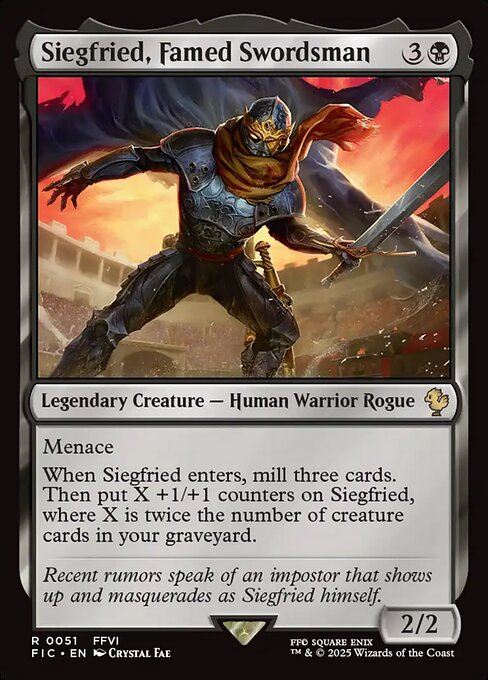 Siegfried, Famed Swordsman 3
Legendary Creature — Human Warrior Rogue
Menace
When Siegfried enters, mill three cards.
Then put X +1/+1 counters on Siegfried,
where X is twice the number of creature
cards in your graveyard.
Recent rumors speak of an impostor that shows
up and masquerades as Siegfried himself.
2/2
R 0051 FFVI
FIC • EN Crystal Fae
FF© SQUARE ENIX
™ & © 2025 Wizards of the Coast